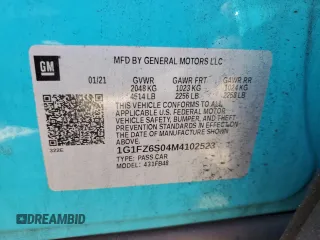 GM
MFD BY GENERAL MOTORS LLC
01/21 GVWR GAWR FRT GAWR RR
2048 KG 1023 KG 1024 KG
4514 LB 2256 LB 2258 LB
THIS VEHICLE CONFORMS TO ALL
APPLICABLE U.S. FEDERAL MOTOR
VEHICLE SAFETY, BUMPER, AND THEFT
PREVENTION STANDARDS IN EFFECT ON
THE DATE OF MANUFACTURE SHOWN
ABOVE.
1G1FZ6S04M4102523
TYPE: PASS CAR
MODEL: 431FB48
DREAMBID